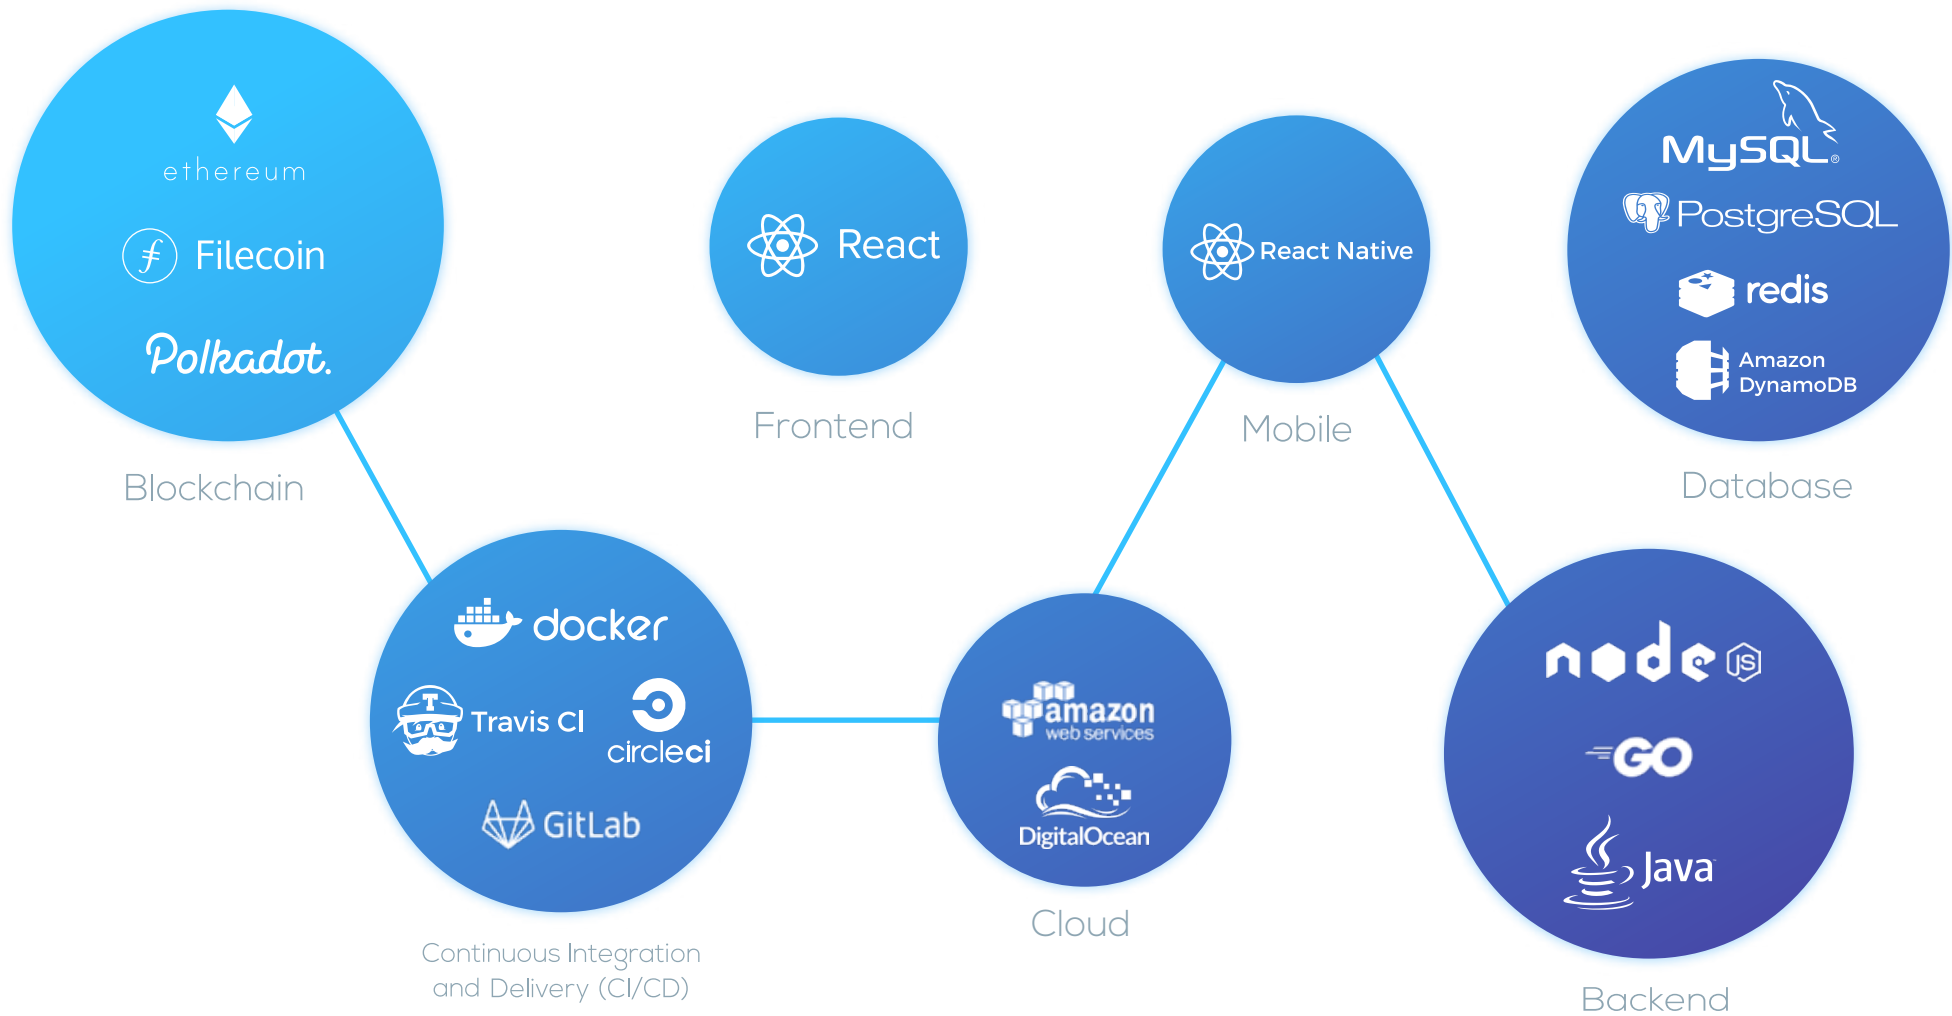 ethereum
Filecoin
Polkadot.
Blockchain
React
Frontend
React Native
Mobile
MySQL®
PostgreSQL
redis
Amazon
DynamoDB
Database
docker
Travis CI
circleci
GitLab
Continuous Integration
and Delivery (CI/CD)
amazon
web services
DigitalOcean
Cloud
node
JS
GO
Java
Backend